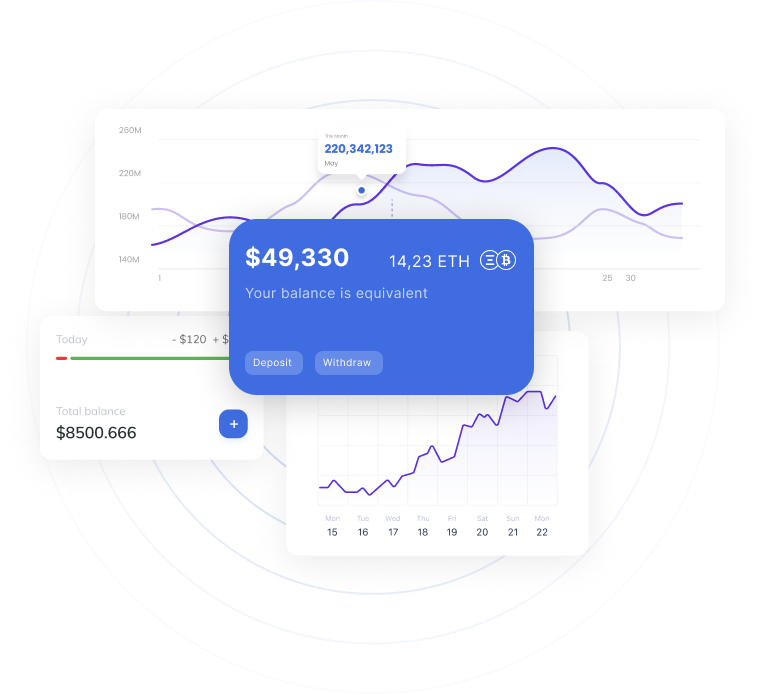 260M
220M
180M
140M
This Month
220,342,123
May
1
25 30
$49,330
14,23 ETH
Your balance is equivalent
Deposit Withdraw
Today - $120 + $
Total balance
$8500.666
+
Mon Tue Wed Thu Fri Sat Sun Mon
15 16 17 18 19 20 21 22